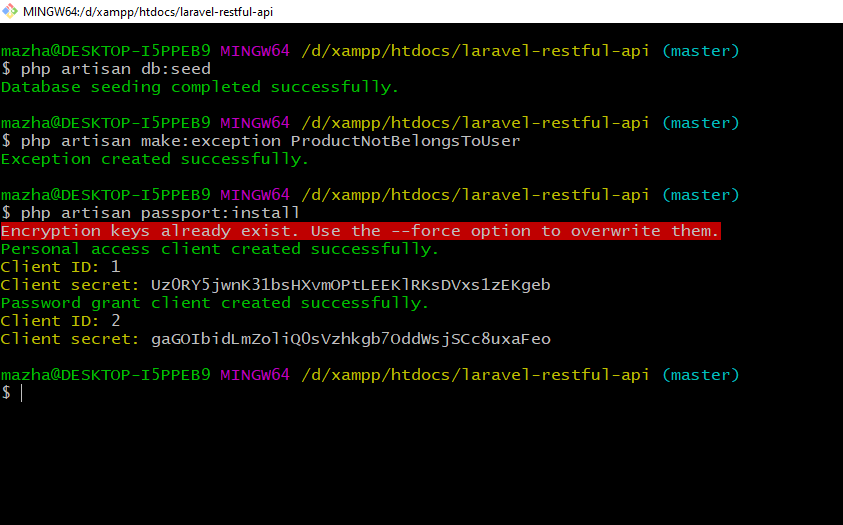 MINGW64:/d/xampp/htdocs/laravel-restful-api
mazha@DESKTOP-I5PPEB9 MINGW64 /d/xampp/htdocs/laravel-restful-api (master)
$ php artisan db:seed
Database seeding completed successfully.
mazha@DESKTOP-I5PPEB9 MINGW64 /d/xampp/htdocs/laravel-restful-api (master)
$ php artisan make:exception ProductNotBelongsToUser
Exception created successfully.
mazha@DESKTOP-I5PPEB9 MINGW64 /d/xampp/htdocs/laravel-restful-api (master)
$ php artisan passport:install
Encryption keys already exist. Use the --force option to overwrite them.
Personal access client created successfully.
Client ID: 1
Client secret: Uz0RY5jwnK31bsHXvmOPtLEEKlRKsDVxs1zEKgeb
Password grant client created successfully.
Client ID: 2
Client secret: gaGOIbidLmZoliQ0sVzhkgb7OddWsjSCc8uxaFeo
mazha@DESKTOP-I5PPEB9 MINGW64 /d/xampp/htdocs/laravel-restful-api (master)
$